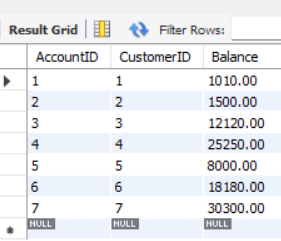 Result Grid Filter Rows:
AccountID CustomerID Balance
1 1 1010.00
2 2 1500.00
3 3 12120.00
4 4 25250.00
5 5 8000.00
6 6 18180.00
7 7 30300.00
NULL NULL NULL